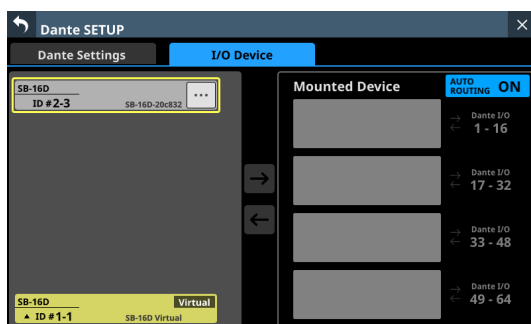 Dante SETUP
Dante Settings
I/O Device
SB-16D
ID #2-3
SB-16D-20c832
...
Mounted Device
AUTO ROUTING ON
Dante I/O
1 - 16
Dante I/O
17 - 32
Dante I/O
33 - 48
Dante I/O
49 - 64
SB-16D
Virtual
ID #1-1
SB-16D Virtual